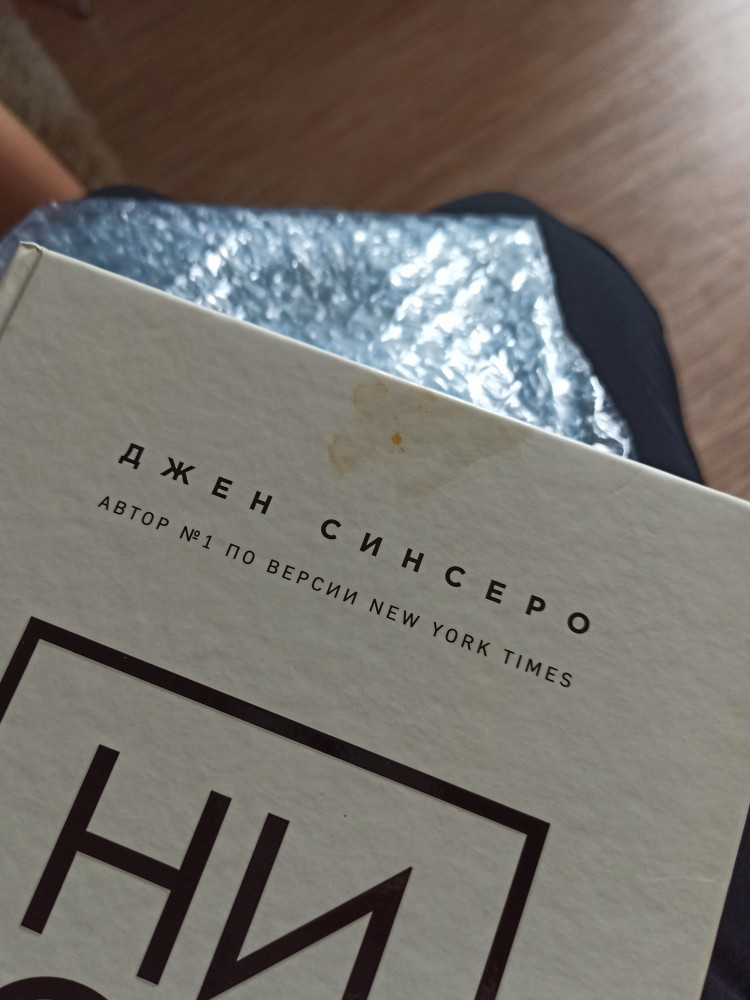 ДЖЕН СИНСЕРО
АВТОР №1 ПО ВЕРСИИ NEW YORK TIMES
НИ